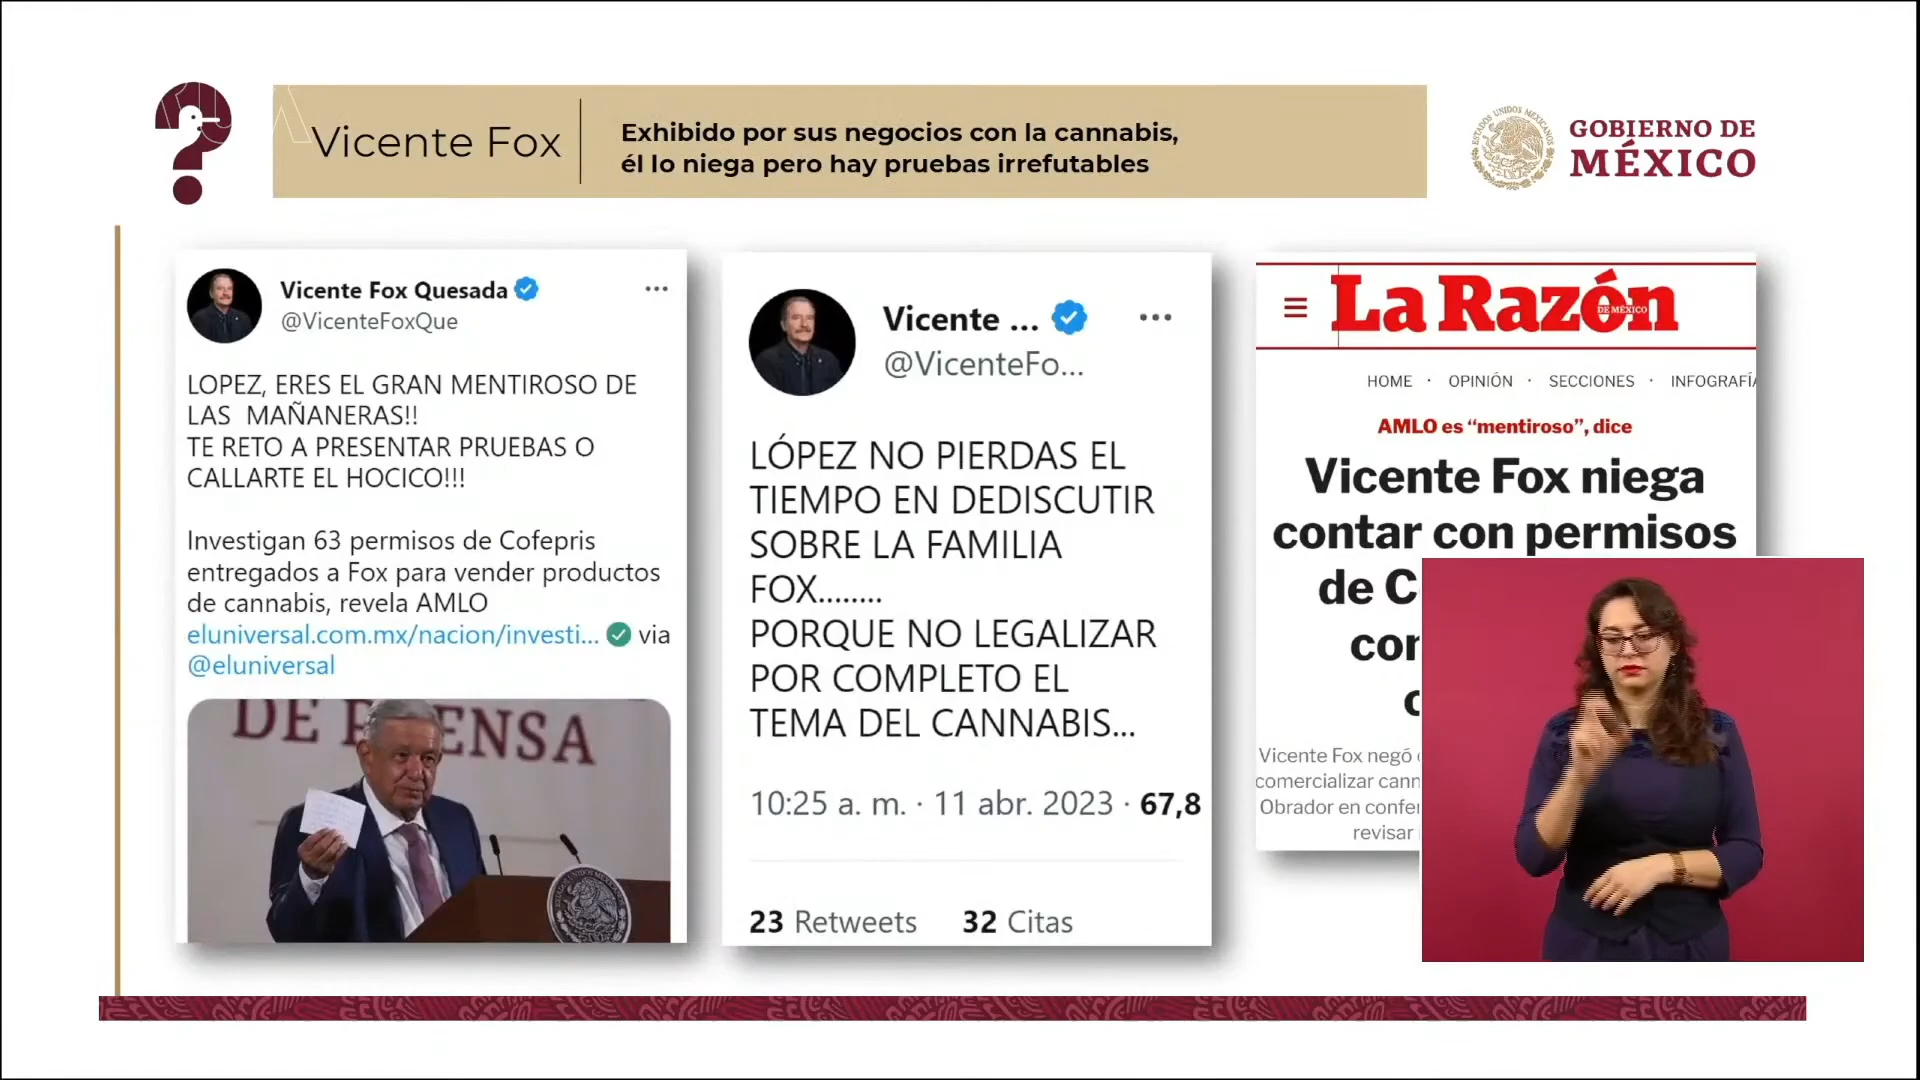 Vicente Fox
Exhibido por sus negocios con la cannabis,
él lo niega pero hay pruebas irrefutables
ESTADOS UNIDOS MEXICANOS
GOBIERNO DE
MÉXICO
Vicente Fox Quesada
@VicenteFoxQue
LOPEZ, ERES EL GRAN MENTIROSO DE
LAS MAÑANERAS!!
TE RETO A PRESENTAR PRUEBAS O
CALLARTE EL HOCICO!!!
Investigan 63 permisos de Cofepris
entregados a Fox para vender productos
de cannabis, revela AMLO
eluniversal.com.mx/nacion/investi... ✅ via
@eluniversal
DE PRENSA
Vicente ...
@VicenteFo...
LÓPEZ NO PIERDAS EL
TIEMPO EN DEDISCUTIR
SOBRE LA FAMILIA
FOX........
PORQUE NO LEGALIZAR
POR COMPLETO EL
TEMA DEL CANNABIS...
10:25 a. m. · 11 abr. 2023 · 67,8
23 Retweets 32 Citas
La Razón
DE MÉXICO
HOME · OPINIÓN · SECCIONES · INFOGRAFÍA
AMLO es “mentiroso”, dice
Vicente Fox niega
contar con permisos
de C
con
c
Vicente Fox negó
comercializar cann
Obrador en confer
revisar